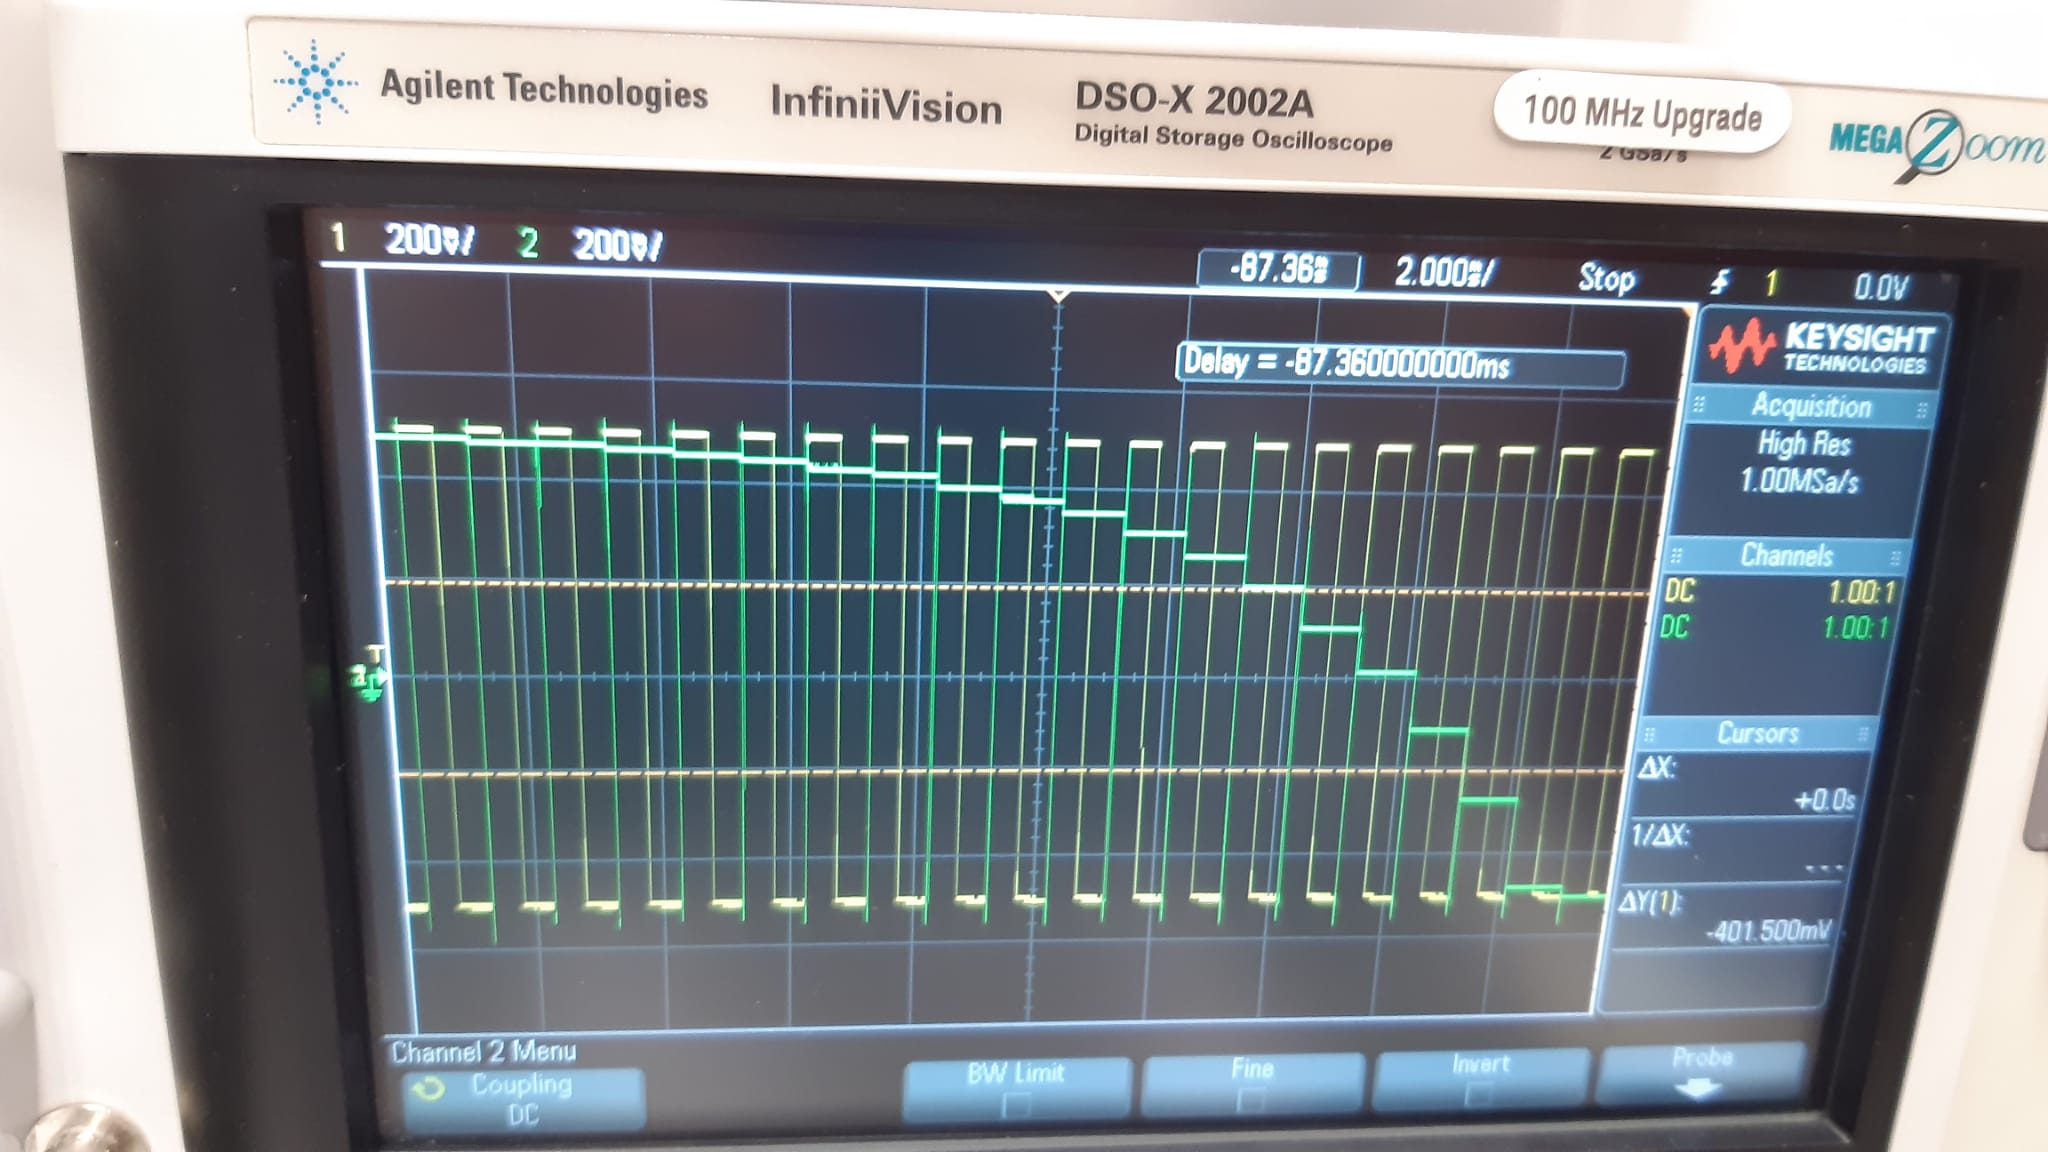 Agilent Technologies InfiniiVision DSO-X 2002A 100 MHz Upgrade MEGA Zoom
Digital Storage Oscilloscope 2 GSa/s
1 200mV/ 2 200mV/ -87.36ms 2.000ms/ Stop 1 0.0V
KEYSIGHT
TECHNOLOGIES
Delay = -87.360000000ms
Acquisition
High Res
1.00MSa/s
Channels
DC 1.00:1
DC 1.00:1
T
Cursors
ΔX:
+0.0s
1/ΔX:
---
ΔY(1):
-401.500mV
Channel 2 Menu
Coupling
DC
BW Limit
Fine
Invert
Probe